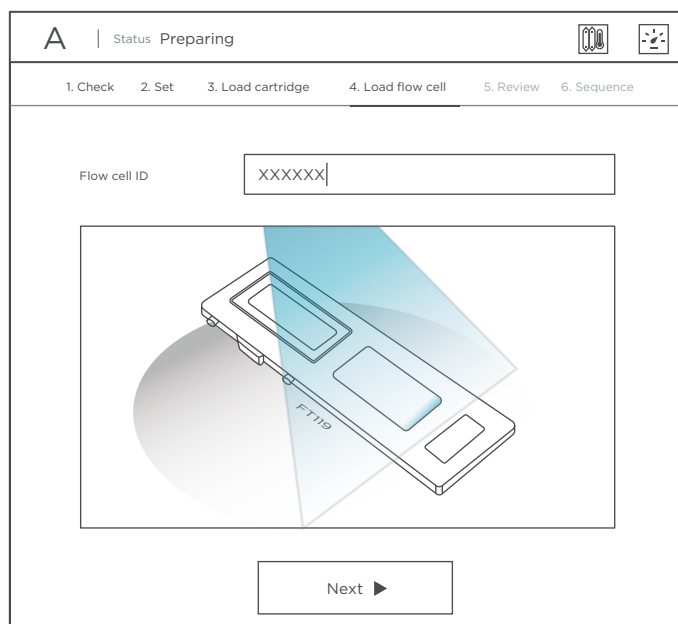 A | Status Preparing
1. Check 2. Set 3. Load cartridge 4. Load flow cell 5. Review 6. Sequence
Flow cell ID XXXXXX
FT119
Next